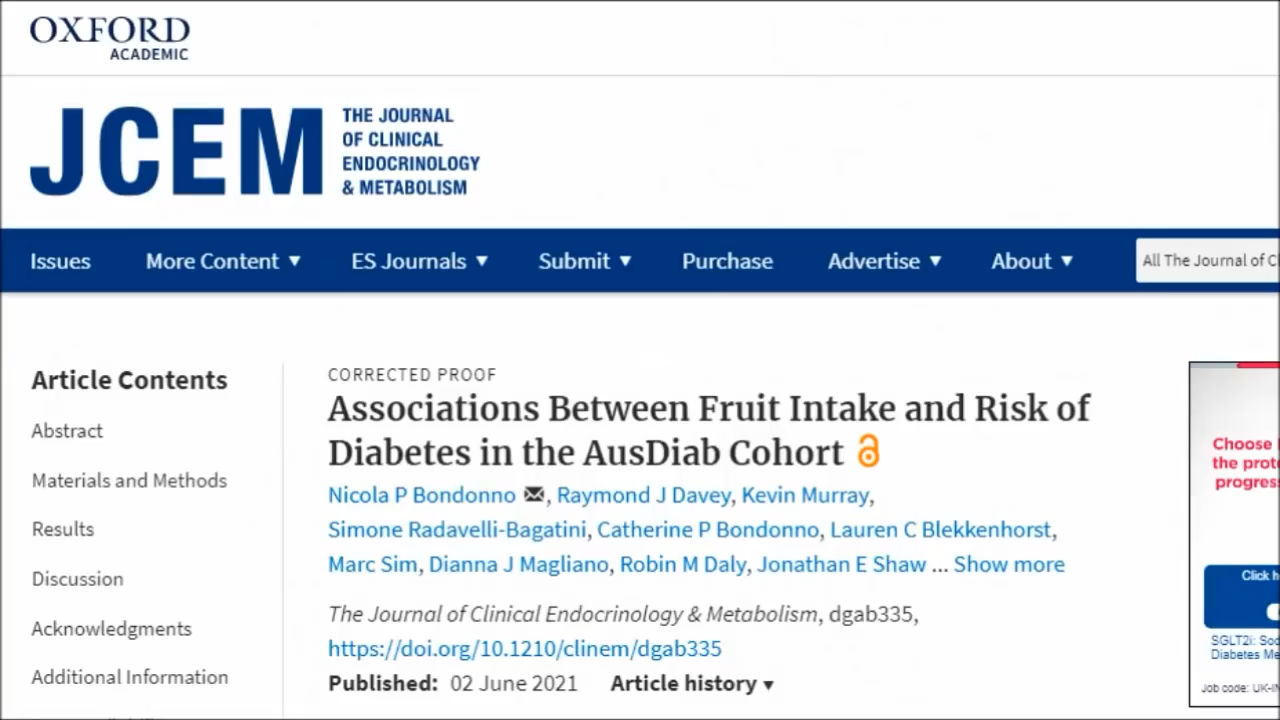 OXFORD
ACADEMIC
JCEM
THE JOURNAL
OF CLINICAL
ENDOCRINOLOGY
& METABOLISM
Issues More Content ▼ ES Journals ▼ Submit ▼ Purchase Advertise ▼ About ▼ All The Journal of
Article Contents
Abstract
Materials and Methods
Results
Discussion
Acknowledgments
Additional Information
CORRECTED PROOF
Associations Between Fruit Intake and Risk of
Diabetes in the AusDiab Cohort
Nicola P Bondonno, Raymond J Davey, Kevin Murray,
Simone Radavelli-Bagatini, Catherine P Bondonno, Lauren C Blekkenhorst,
Marc Sim, Dianna J Magliano, Robin M Daly, Jonathan E Shaw ... Show more
The Journal of Clinical Endocrinology & Metabolism, dgab335,
https://doi.org/10.1210/clinem/dgab335
Published: 02 June 2021 Article history ▼
Choose
the
Click
SGLT2i:
Diabetes
Job code: